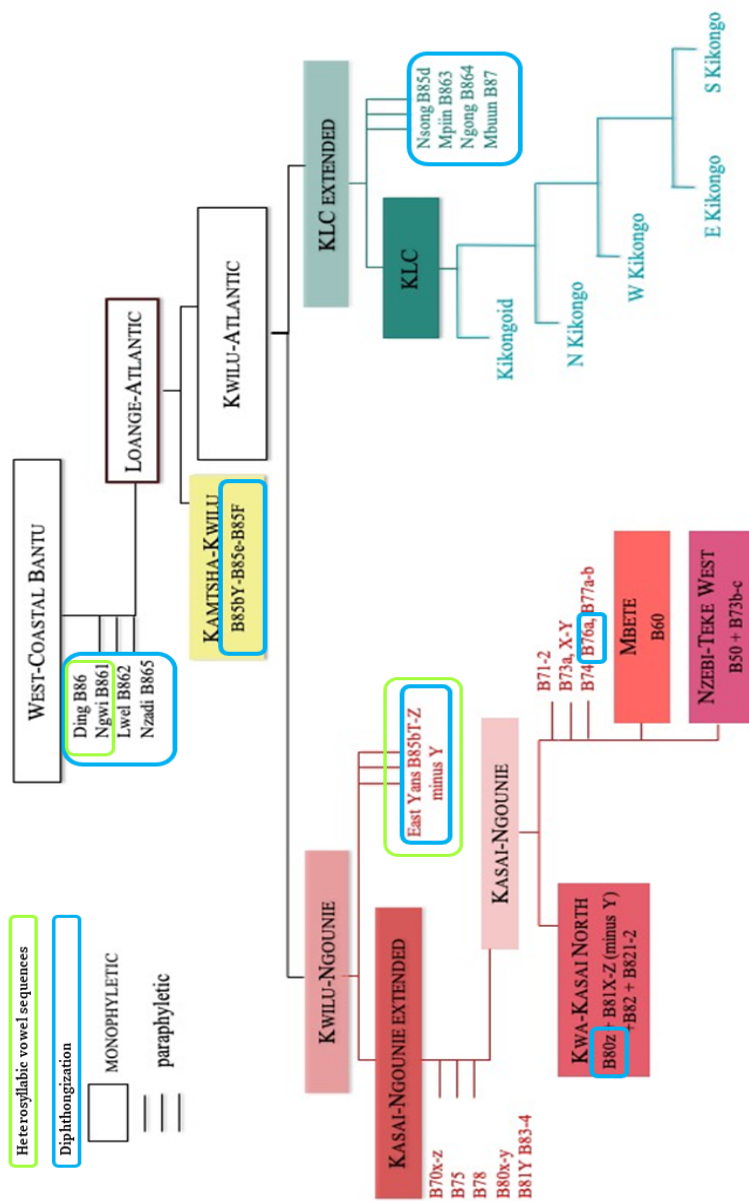 Heterosyllabic vowel sequences
Diphthongization
MONOPHYLETIC
paraphyletic
WEST-COASTAL BANTU
Ding B86
Ngwi B861
Lwel B862
Nzadi B865
LOANGE-ATLANTIC
KAMTSHA-KWILU
B85bY-B85e-B85F
KWILU-ATLANTIC
KWILU-NGOUNIE
KLC EXTENDED
Nsong B85d
Mpiin B863
Ngong B864
Mbuun B87
KLC
Kikongoid
N Kikongo
W Kikongo
E Kikongo
S Kikongo
East Yans B85bT-Z
minus Y
KASAI-NGOUNIE EXTENDED
B70x-z
B75
B78
B80x-y
B81Y B83-4
KASAI-NGOUNIE
KWA-KASAI NORTH
B80z + B81X-Z (minus Y)
+B82 + B821-2
B71-2
B73a, X-Y
B74, B76a, B77a-b
MBETE
B60
NZEBI-TEKE WEST
B50 + B73b-c